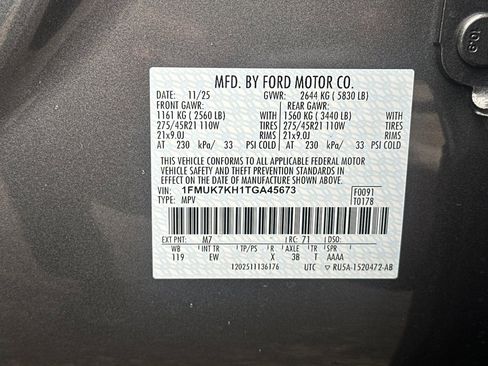 10.9
MFD. BY FORD MOTOR CO.
DATE: 11/25 GVWR: 2644 KG ( 5830 LB)
FRONT GAWR: REAR GAWR:
1161 KG ( 2560 LB) WITH 1560 KG ( 3440 LB) WITH
275/45R21 110W TIRES 275/45R21 110W TIRES
21x9.0J RIMS 21x9.0J RIMS
AT 230 kPa/ 33 PSI COLD AT 230 kPa/ 33 PSI COLD
THIS VEHICLE CONFORMS TO ALL APPLICABLE FEDERAL MOTOR
VEHICLE SAFETY AND THEFT PREVENTION STANDARDS IN
EFFECT ON THE DATE OF MANUFACTURE SHOWN ABOVE.
VIN: 1FMUK7KH1TGA45673 F0091
TYPE: MPV T0178
EXT PNT: M7 RC: 71 DSO:
WB INT TR TP/PS R AXLE TR SPR
119 EW X 3B T AAAA
1202511136176 UTC ▽ RU5A-1520472-AB